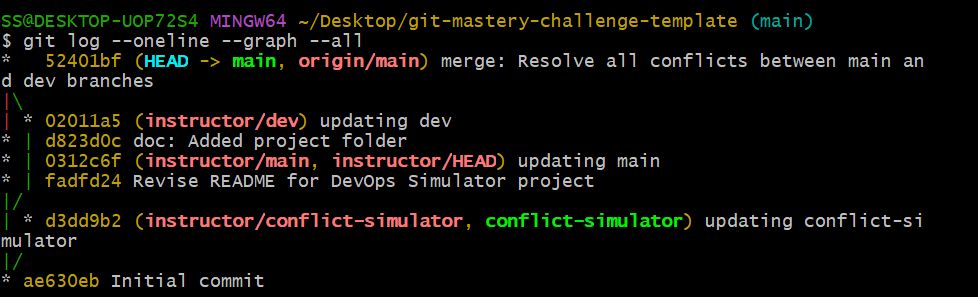 SS@DESKTOP-UOP72S4 MINGW64 ~/Desktop/git-mastery-challenge-template (main)
$ git log --oneline --graph --all
*   52401bf (HEAD -> main, origin/main) merge: Resolve all conflicts between main an
d dev branches
|\
| * 02011a5 (instructor/dev) updating dev
* | d823d0c doc: Added project folder
* | 0312c6f (instructor/main, instructor/HEAD) updating main
* | fadfd24 Revise README for DevOps Simulator project
|/
| * d3dd9b2 (instructor/conflict-simulator, conflict-simulator) updating conflict-si
mulator
|/
* ae630eb Initial commit